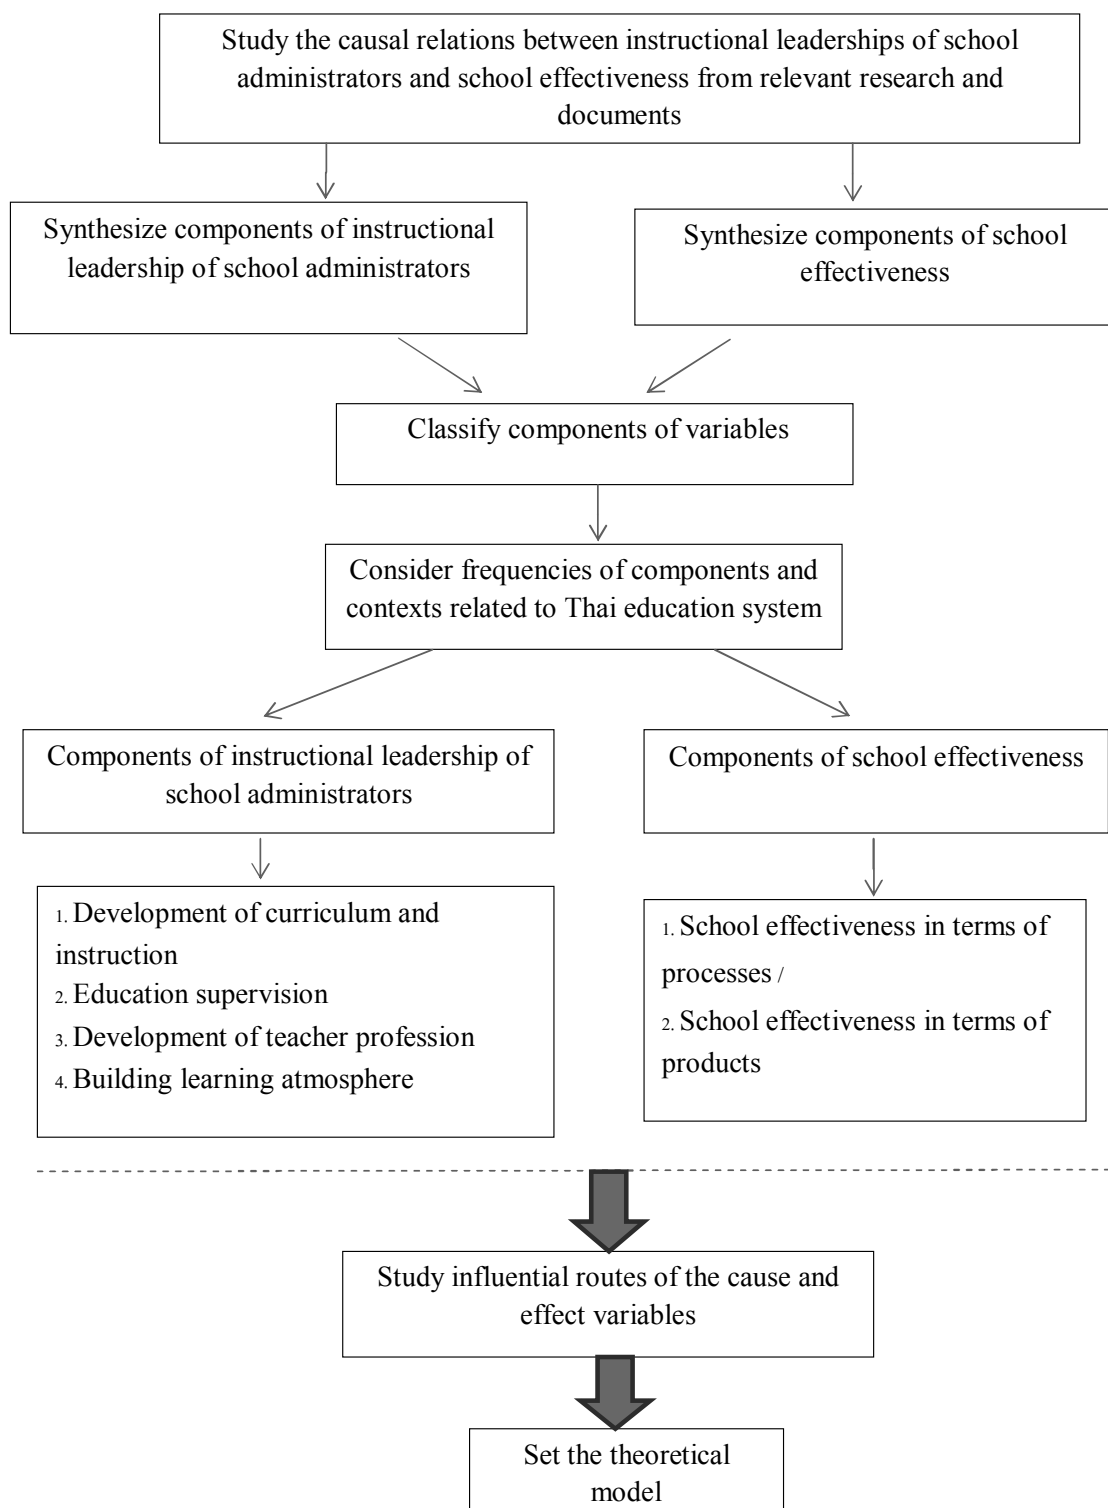 Study the causal relations between instructional leaderships of school
administrators and school effectiveness from relevant research and
documents
Synthesize components of instructional
leadership of school administrators
Synthesize components of school
effectiveness
Classify components of variables
Consider frequencies of components and
contexts related to Thai education system
Components of instructional leadership of
school administrators
Components of school effectiveness
1. Development of curriculum and
instruction
2. Education supervision
3. Development of teacher profession
4. Building learning atmosphere
1. School effectiveness in terms of
processes /
2. School effectiveness in terms of
products
Study influential routes of the cause and
effect variables
Set the theoretical
model